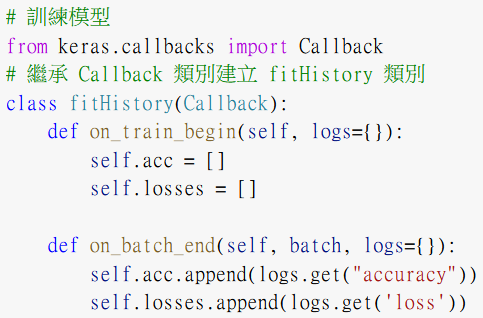 # 訓練模型
from keras.callbacks import Callback
# 繼承 Callback 類別建立 fitHistory 類別
class fitHistory(Callback):
    def on_train_begin(self, logs={}):
        self.acc = []
        self.losses = []

    def on_batch_end(self, batch, logs={}):
        self.acc.append(logs.get("accuracy"))
        self.losses.append(logs.get('loss'))